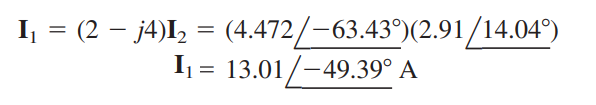 I₁ = (2 − j4)I₂ = (4.472/−63.43°)(2.91/14.04°)
I₁ = 13.01/−49.39° A